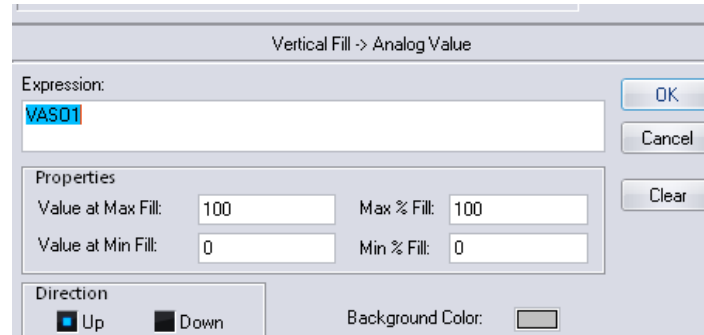 Vertical Fill -> Analog Value
Expression:
OK
VASO1
Cancel
Properties
Clear
Value at Max Fill: 100 Max % Fill: 100
Value at Min Fill: 0 Min % Fill: 0
Direction
Up Down Background Color: